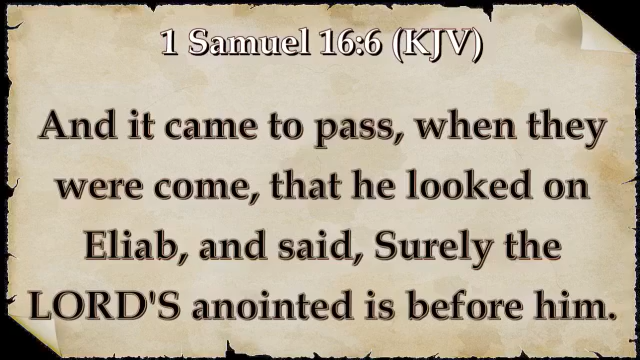 1 Samuel 16:6 (KJV)
And it came to pass, when they
were come, that he looked on
Eliab, and said, Surely the
LORD'S anointed is before him.